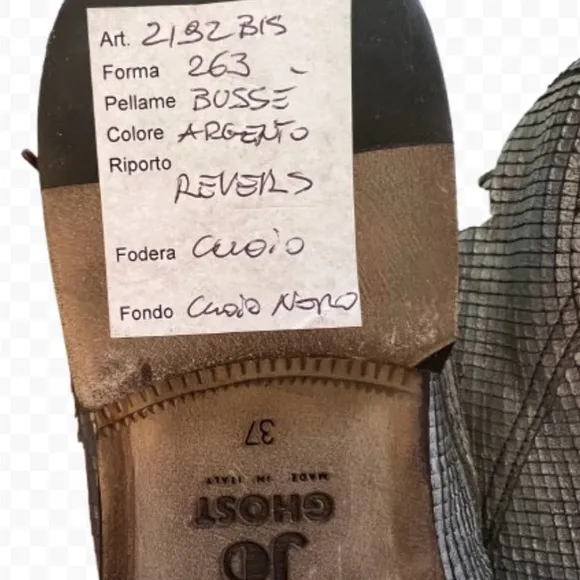 Art. 2192 BIS
Forma 263 -
Pellame BUSSE
Colore ARGENTO
Riporto
REVERS
Fodera Cuoio
Fondo Cuoio NERO
37
MADE IN ITALY
GHOST
JO